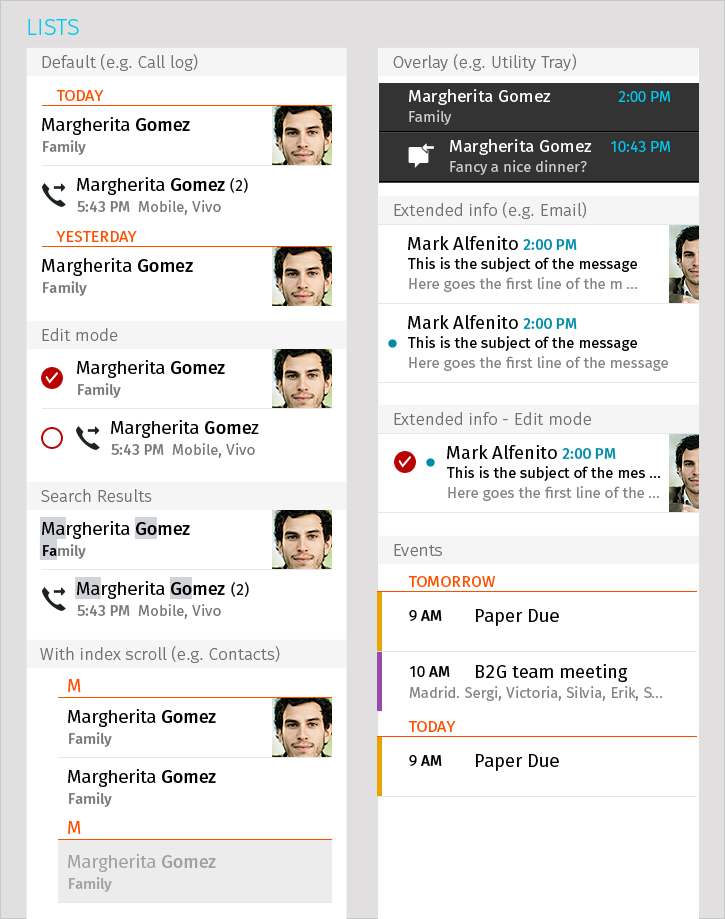 LISTS
Default (e.g. Call log)
TODAY
Margherita Gomez
Family
Margherita Gomez (2)
5:43 PM Mobile, Vivo
YESTERDAY
Margherita Gomez
Family
Edit mode
Margherita Gomez
Family
Margherita Gomez
5:43 PM Mobile, Vivo
Search Results
Margherita Gomez
Family
Margherita Gomez (2)
5:43 PM Mobile, Vivo
With index scroll (e.g. Contacts)
M
Margherita Gomez
Family
Margherita Gomez
Family
M
Margherita Gomez
Family
Overlay (e.g. Utility Tray)
Margherita Gomez 2:00 PM
Family
Margherita Gomez 10:43 PM
Fancy a nice dinner?
Extended info (e.g. Email)
Mark Alfenito 2:00 PM
This is the subject of the message
Here goes the first line of the m ...
Mark Alfenito 2:00 PM
This is the subject of the message
Here goes the first line of the message
Extended info - Edit mode
Mark Alfenito 2:00 PM
This is the subject of the mes ...
Here goes the first line of the ...
Events
TOMORROW
9 AM Paper Due
10 AM B2G team meeting
Madrid. Sergi, Victoria, Silvia, Erik, S...
TODAY
9 AM Paper Due